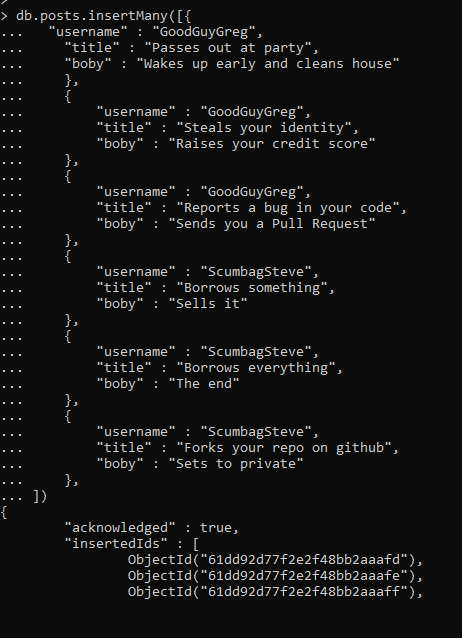 >
> db.posts.insertMany([{
... "username" : "GoodGuyGreg",
"title" : "Passes out at party",
... "boby" : "Wakes up early and cleans house"
... },
... {
... "username" : "GoodGuyGreg",
... "title" : "Steals your identity",
... "boby" : "Raises your credit score"
... },
... {
... "username" : "GoodGuyGreg",
... "title" : "Reports a bug in your code",
... "boby" : "Sends you a Pull Request"
... },
... {
... "username" : "ScumbagSteve",
... "title" : "Borrows something",
... "boby" : "Sells it"
... },
... {
... "username" : "ScumbagSteve",
... "title" : "Borrows everything",
... "boby" : "The end"
... },
... {
... "username" : "ScumbagSteve",
... "title" : "Forks your repo on github",
... "boby" : "Sets to private"
... },
... ])
{
"acknowledged" : true,
"insertedIds" : [
ObjectId("61dd92d77f2e2f48bb2aaafd"),
ObjectId("61dd92d77f2e2f48bb2aaafe"),
ObjectId("61dd92d77f2e2f48bb2aaaff"),